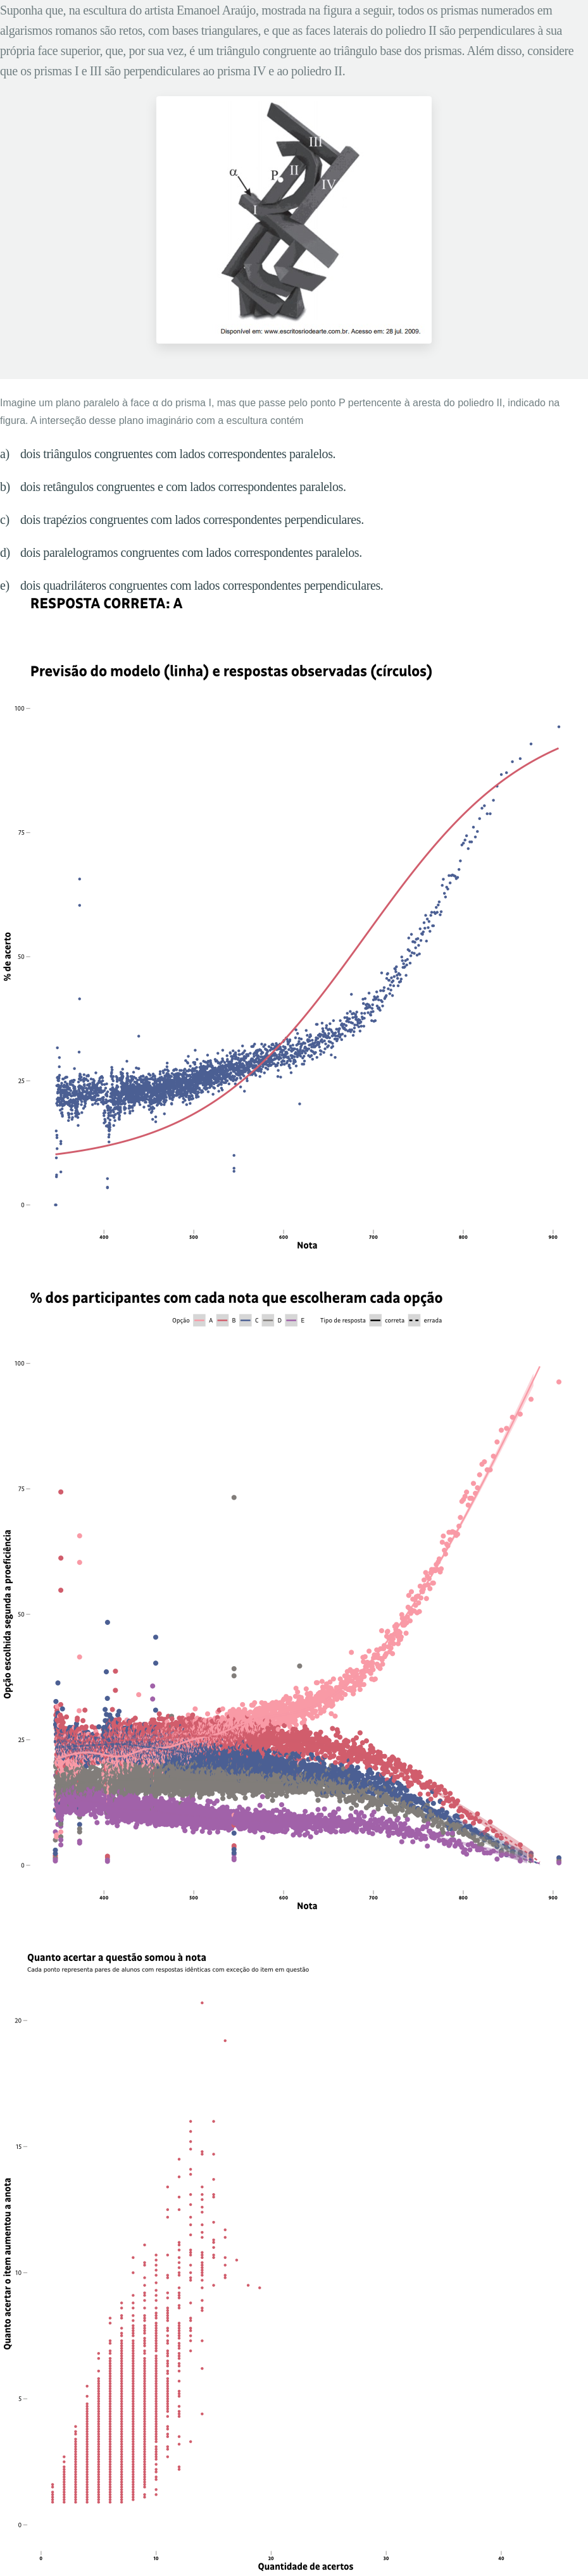 Suponha que, na escultura do artista Emanoel Araújo, mostrada na figura a seguir, todos os prismas numerados em
algarismos romanos são retos, com bases triangulares, e que as faces laterais do poliedro II são perpendiculares à sua
própria face superior, que, por sua vez, é um triângulo congruente ao triângulo base dos prismas. Além disso, considere
que os prismas I e III são perpendiculares ao prisma IV e ao poliedro II.
III
P
II
α
IV
I
Disponível em: www.escritosriodearte.com.br. Acesso em: 28 jul. 2009.
Imagine um plano paralelo à face α do prisma I, mas que passe pelo ponto P pertencente à aresta do poliedro II, indicado na
figura. A interseção desse plano imaginário com a escultura contém
a) dois triângulos congruentes com lados correspondentes paralelos.
b) dois retângulos congruentes e com lados correspondentes paralelos.
c) dois trapézios congruentes com lados correspondentes perpendiculares.
d) dois paralelogramos congruentes com lados correspondentes paralelos.
e) dois quadriláteros congruentes com lados correspondentes perpendiculares.
RESPOSTA CORRETA: A
Previsão do modelo (linha) e respostas observadas (círculos)
100
75
50
25
0
% de acerto
400 500 600 700 800 900
Nota
% dos participantes com cada nota que escolheram cada opção
Opção A B C D E Tipo de resposta correta errada
100
75
50
25
0
Opção escolhida segunda a proeficiência
400 500 600 700 800 900
Nota
Quanto acertar a questão somou à nota
Cada ponto representa pares de alunos com respostas idênticas com exceção do item em questão
20
15
10
5
0
Quanto acertar o item aumentou a anota
0 10 20 30 40
Quantidade de acertos